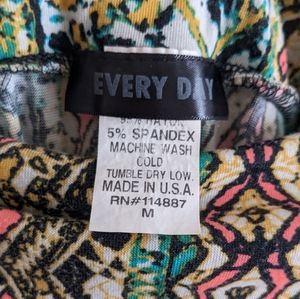 EVERY DAY
5% SPANDEX
MACHINE WASH
COLD
TUMBLE DRY LOW.
MADE IN U.S.A.
RN#114887
M